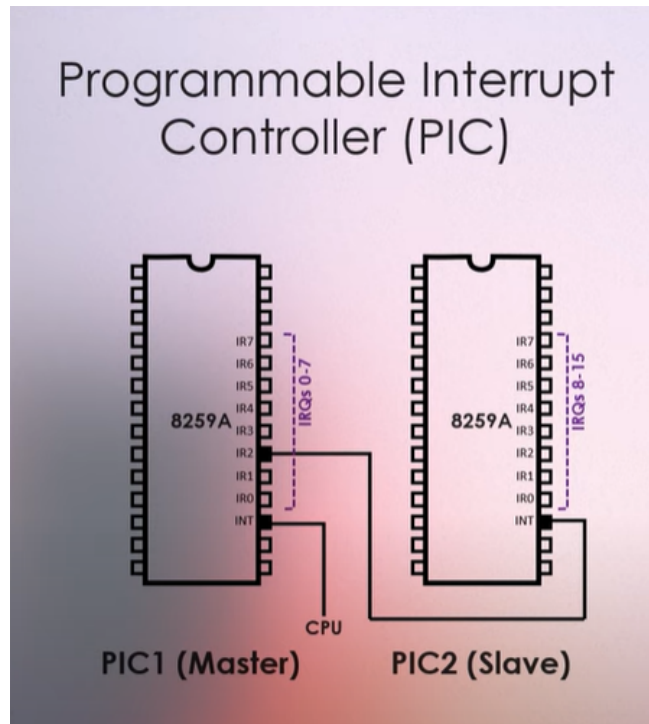 Programmable Interrupt
Controller (PIC)
IR7
IR6
IR5
IR4
8259A
IR3
IR2
IR1
IR0
INT
IRQs 0-7
CPU
PIC1 (Master)
IR7
IR6
IR5
IR4
8259A
IR3
IR2
IR1
IR0
INT
IRQs 8-15
PIC2 (Slave)